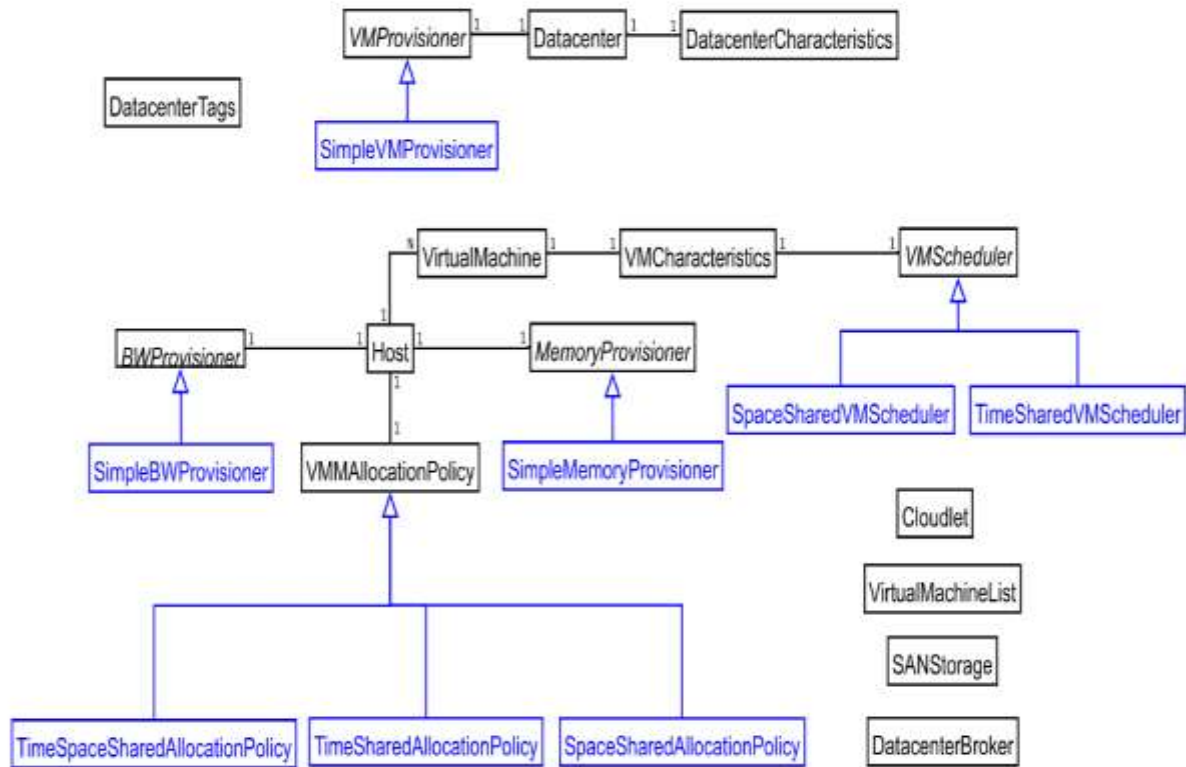 VMProvisioner 1 1 Datacenter 1 1 DatacenterCharacteristics
DatacenterTags
SimpleVMProvisioner
N VirtualMachine 1 1 VMCharacteristics 1 1 VMScheduler
1
BWProvisioner 1 1 Host 1 1 MemoryProvisioner
1
SpaceSharedVMScheduler TimeSharedVMScheduler
1
SimpleBWProvisioner VMMAllocationPolicy SimpleMemoryProvisioner
Cloudlet
VirtualMachineList
SANStorage
TimeSpaceSharedAllocationPolicy TimeSharedAllocationPolicy SpaceSharedAllocationPolicy DatacenterBroker